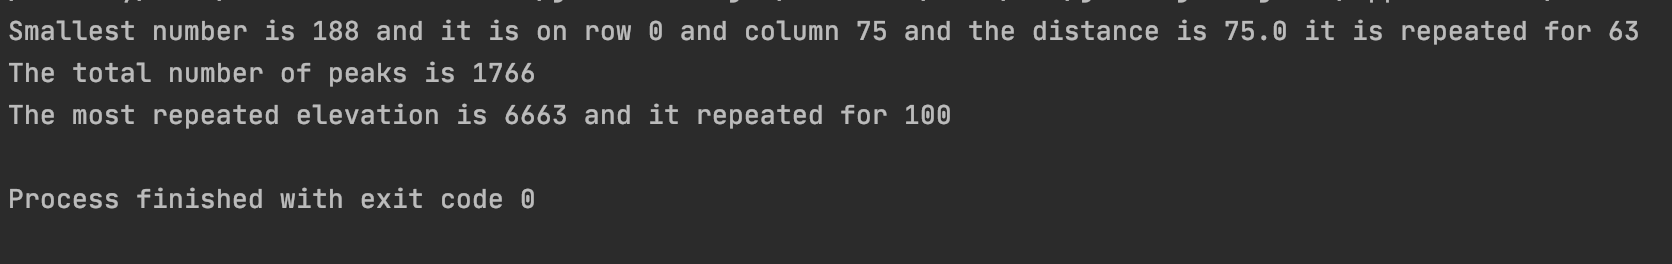 Smallest number is 188 and it is on row 0 and column 75 and the distance is 75.0 it is repeated for 63
The total number of peaks is 1766
The most repeated elevation is 6663 and it repeated for 100
Process finished with exit code 0